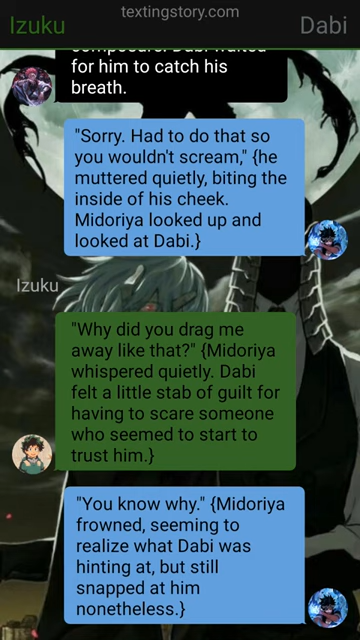 textingstory.com
Izuku
Dabi
for him to catch his
breath.
"Sorry. Had to do that so
you wouldn't scream," {he
muttered quietly, biting the
inside of his cheek.
Midoriya looked up and
looked at Dabi.}
Izuku
"Why did you drag me
away like that?" {Midoriya
whispered quietly. Dabi
felt a little stab of guilt for
having to scare someone
who seemed to start to
trust him.}
"You know why." {Midoriya
frowned, seeming to
realize what Dabi was
hinting at, but still
snapped at him
nonetheless.}